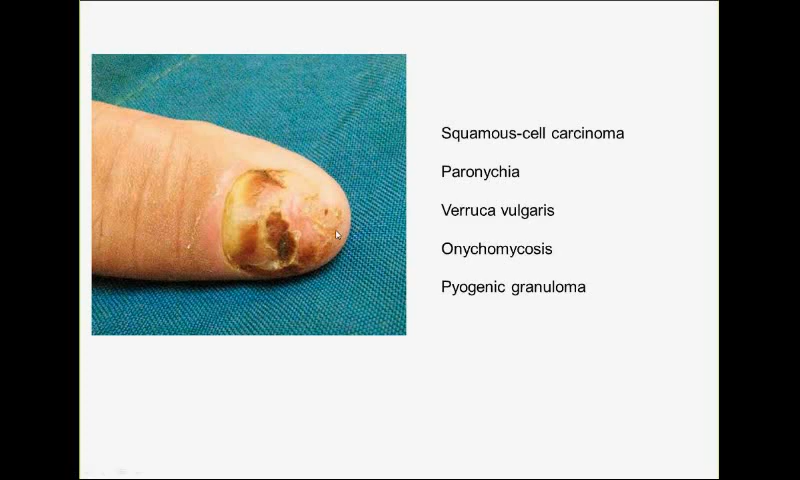 Squamous-cell carcinoma
Paronychia
Verruca vulgaris
Onychomycosis
Pyogenic granuloma